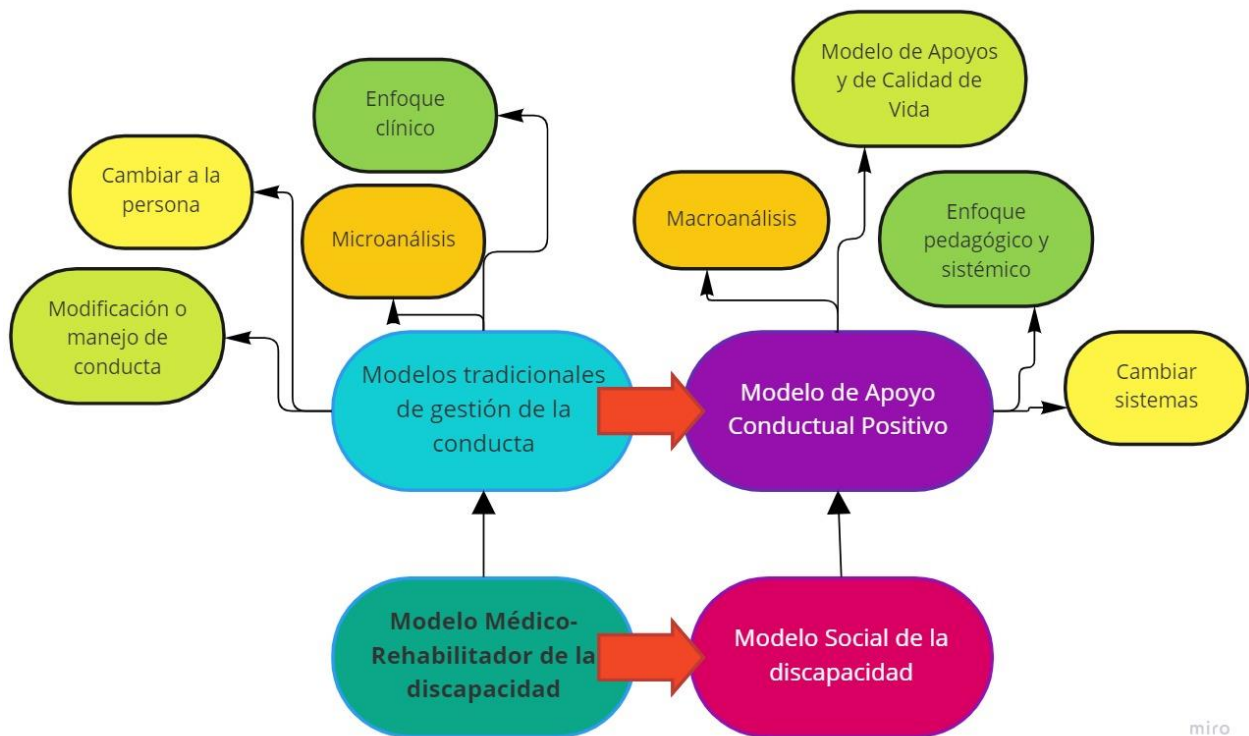 Modelo de Apoyos
y de Calidad de
Vida
Enfoque
clínico
Cambiar a la
persona
Microanálisis
Macroanálisis
Enfoque
pedagógico y
sistémico
Modificación o
manejo de
conducta
Modelos tradicionales
de gestión de la
conducta
Modelo de Apoyo
Conductual Positivo
Cambiar
sistemas
Modelo Médico-
Rehabilitador de la
discapacidad
Modelo Social de la
discapacidad
miro